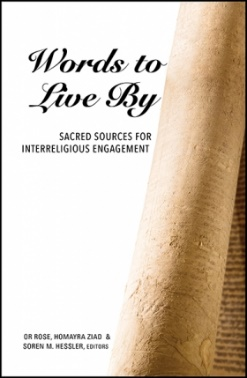 Words to
Live By
SACRED SOURCES FOR
INTERRELIGIOUS ENGAGEMENT
OR ROSE, HOMAYRA ZIAD &
SOREN M. HESSLER, EDITORS